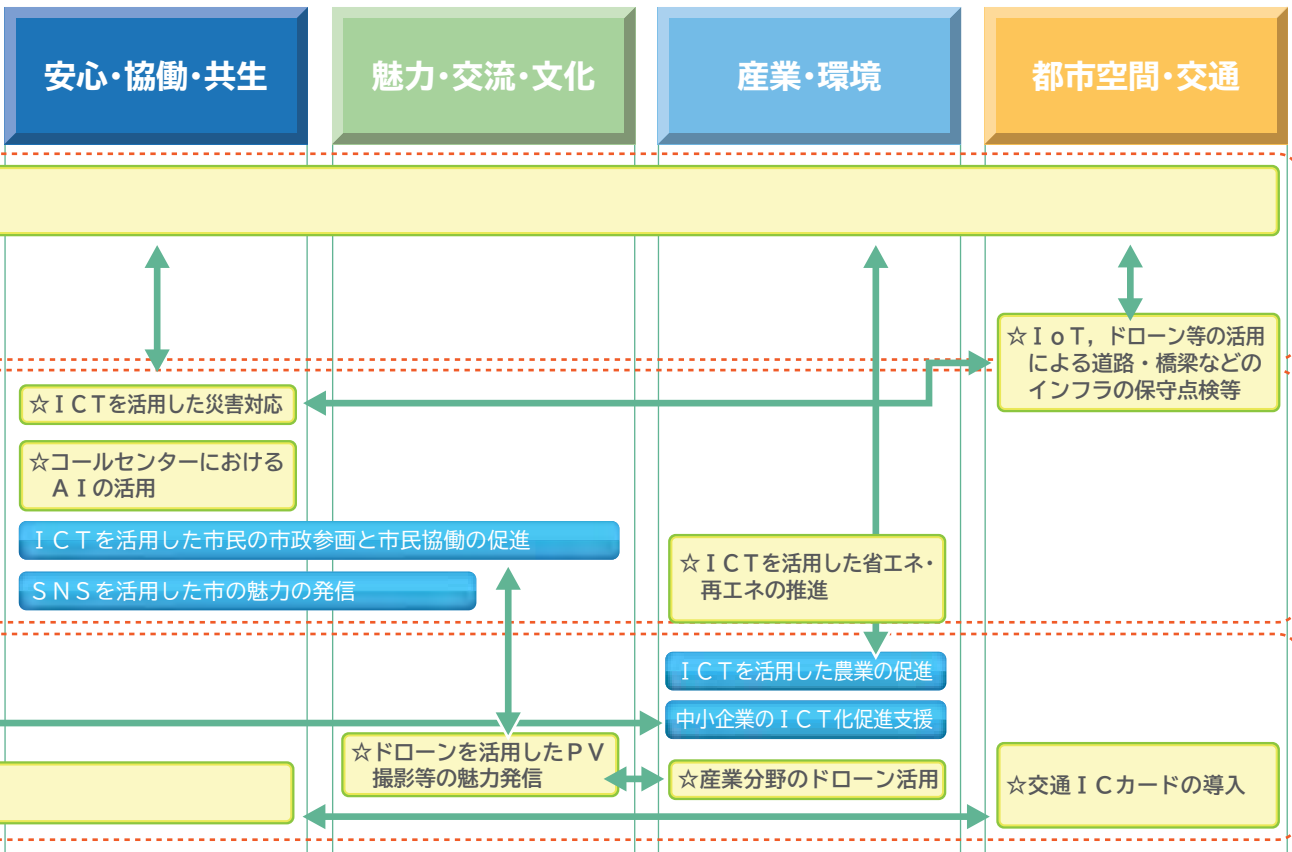 安心・協働・共生
魅力・交流・文化
産業・環境
都市空間・交通
☆ＩｏＴ，ドローン等の活用
による道路・橋梁などの
インフラの保守点検等
☆ＩＣＴを活用した災害対応
☆コールセンターにおける
ＡＩの活用
ＩＣＴを活用した市民の市政参画と市民協働の促進
ＳＮＳを活用した市の魅力の発信
☆ＩＣＴを活用した省エネ・
再エネの推進
ＩＣＴを活用した農業の促進
中小企業のＩＣＴ化促進支援
☆ドローンを活用したＰＶ
撮影等の魅力発信
☆産業分野のドローン活用
☆交通ＩＣカードの導入